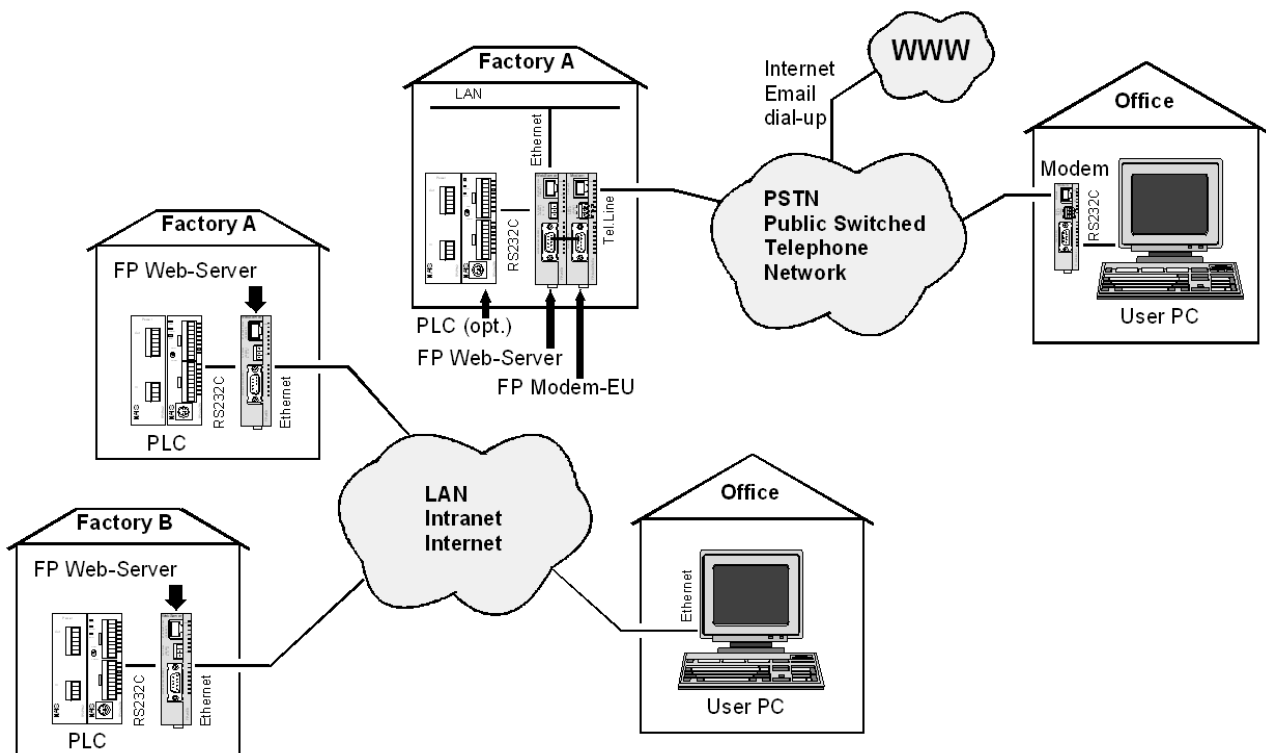 WWW
Internet
Email
dial-up
Factory A
LAN
Ethernet
RS232C
Tel.Line
PLC (opt.)
FP Web-Server
FP Modem-EU
PSTN
Public Switched
Telephone
Network
Office
Modem
RS232C
User PC
Factory A
FP Web-Server
RS232C
Ethernet
PLC
LAN
Intranet
Internet
Factory B
FP Web-Server
RS232C
Ethernet
PLC
Office
Ethernet
User PC